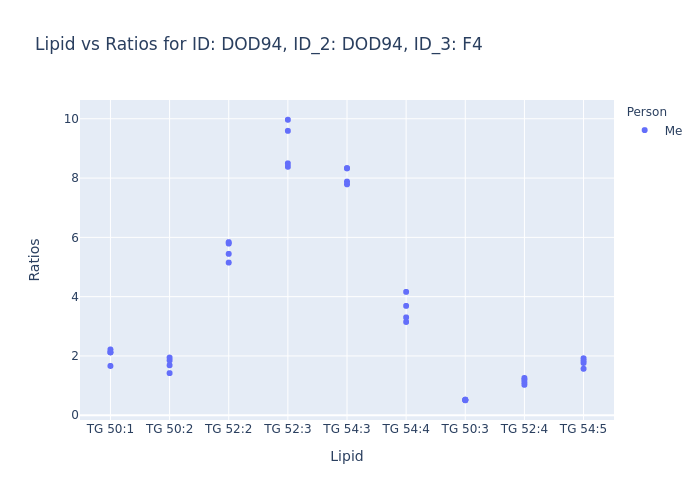 Lipid vs Ratios for ID: DOD94, ID_2: DOD94, ID_3: F4
Person
Me
10
8
6
4
2
0
Ratios
TG 50:1 TG 50:2 TG 52:2 TG 52:3 TG 54:3 TG 54:4 TG 50:3 TG 52:4 TG 54:5
Lipid